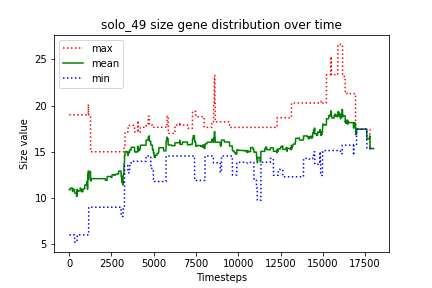 solo_49 size gene distribution over time
max
mean
min
Size value
25
20
15
10
5
0
2500
5000
7500
10000
12500
15000
17500
Timesteps